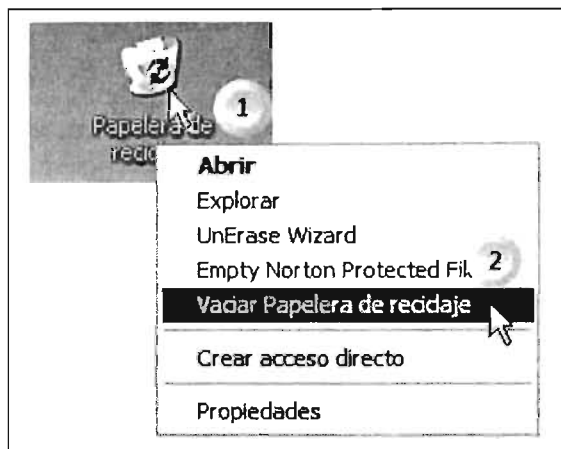 1
Papelera de
Abrir
Explorar
UnErase Wizard
Empty Norton Protected Fil
2
Vaciar Papelera de reciclaje
Crear acceso directo
Propiedades